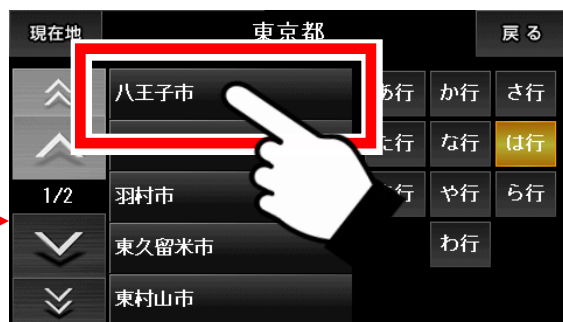 現在地 東京都 戻る
八王子市 あ行 か行 さ行
た行 な行 は行
1/2 羽村市 行 や行 ら行
東久留米市 わ行
東村山市